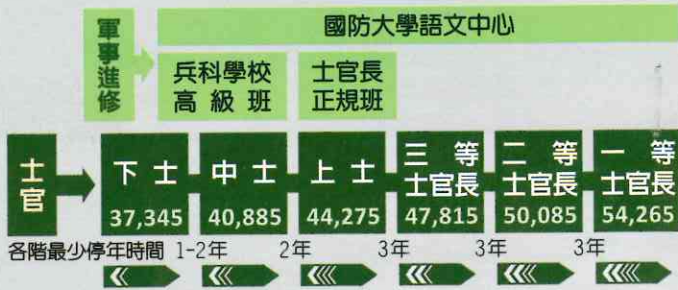 軍事進修
國防大學語文中心
兵科學校
高級班
士官長
正規班
士官
下士
37,345
中士
40,885
上士
44,275
三等
士官長
47,815
二等
士官長
50,085
一等
士官長
54,265
各階最少停年時間 1-2年 2年 3年 3年 3年